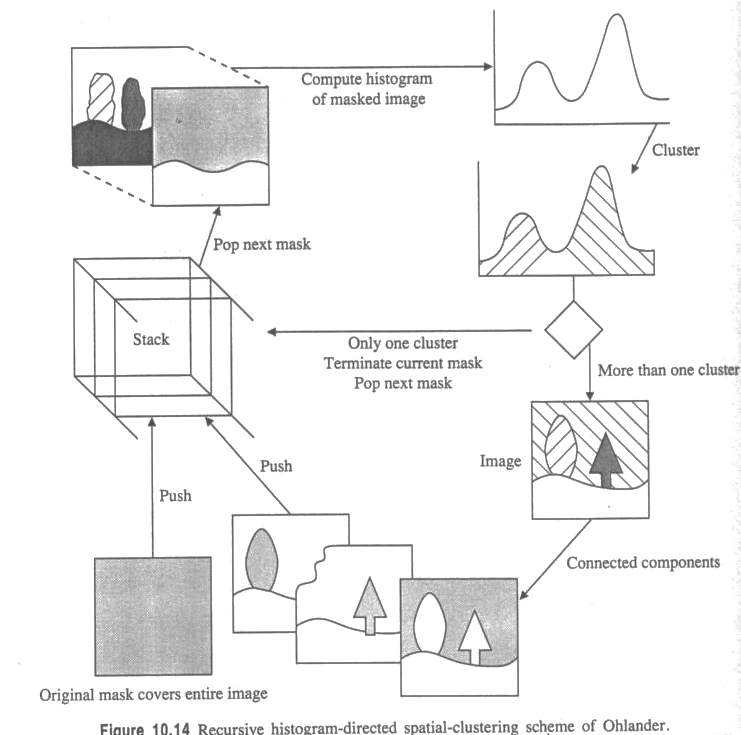 Compute histogram
of masked image
Cluster
Pop next mask
Stack
Only one cluster
Terminate current mask
Pop next mask
More than one cluster
Image
Push
Push
Connected components
Original mask covers entire image
Figure 10.14 Recursive histogram-directed spatial-clustering scheme of Ohlander.